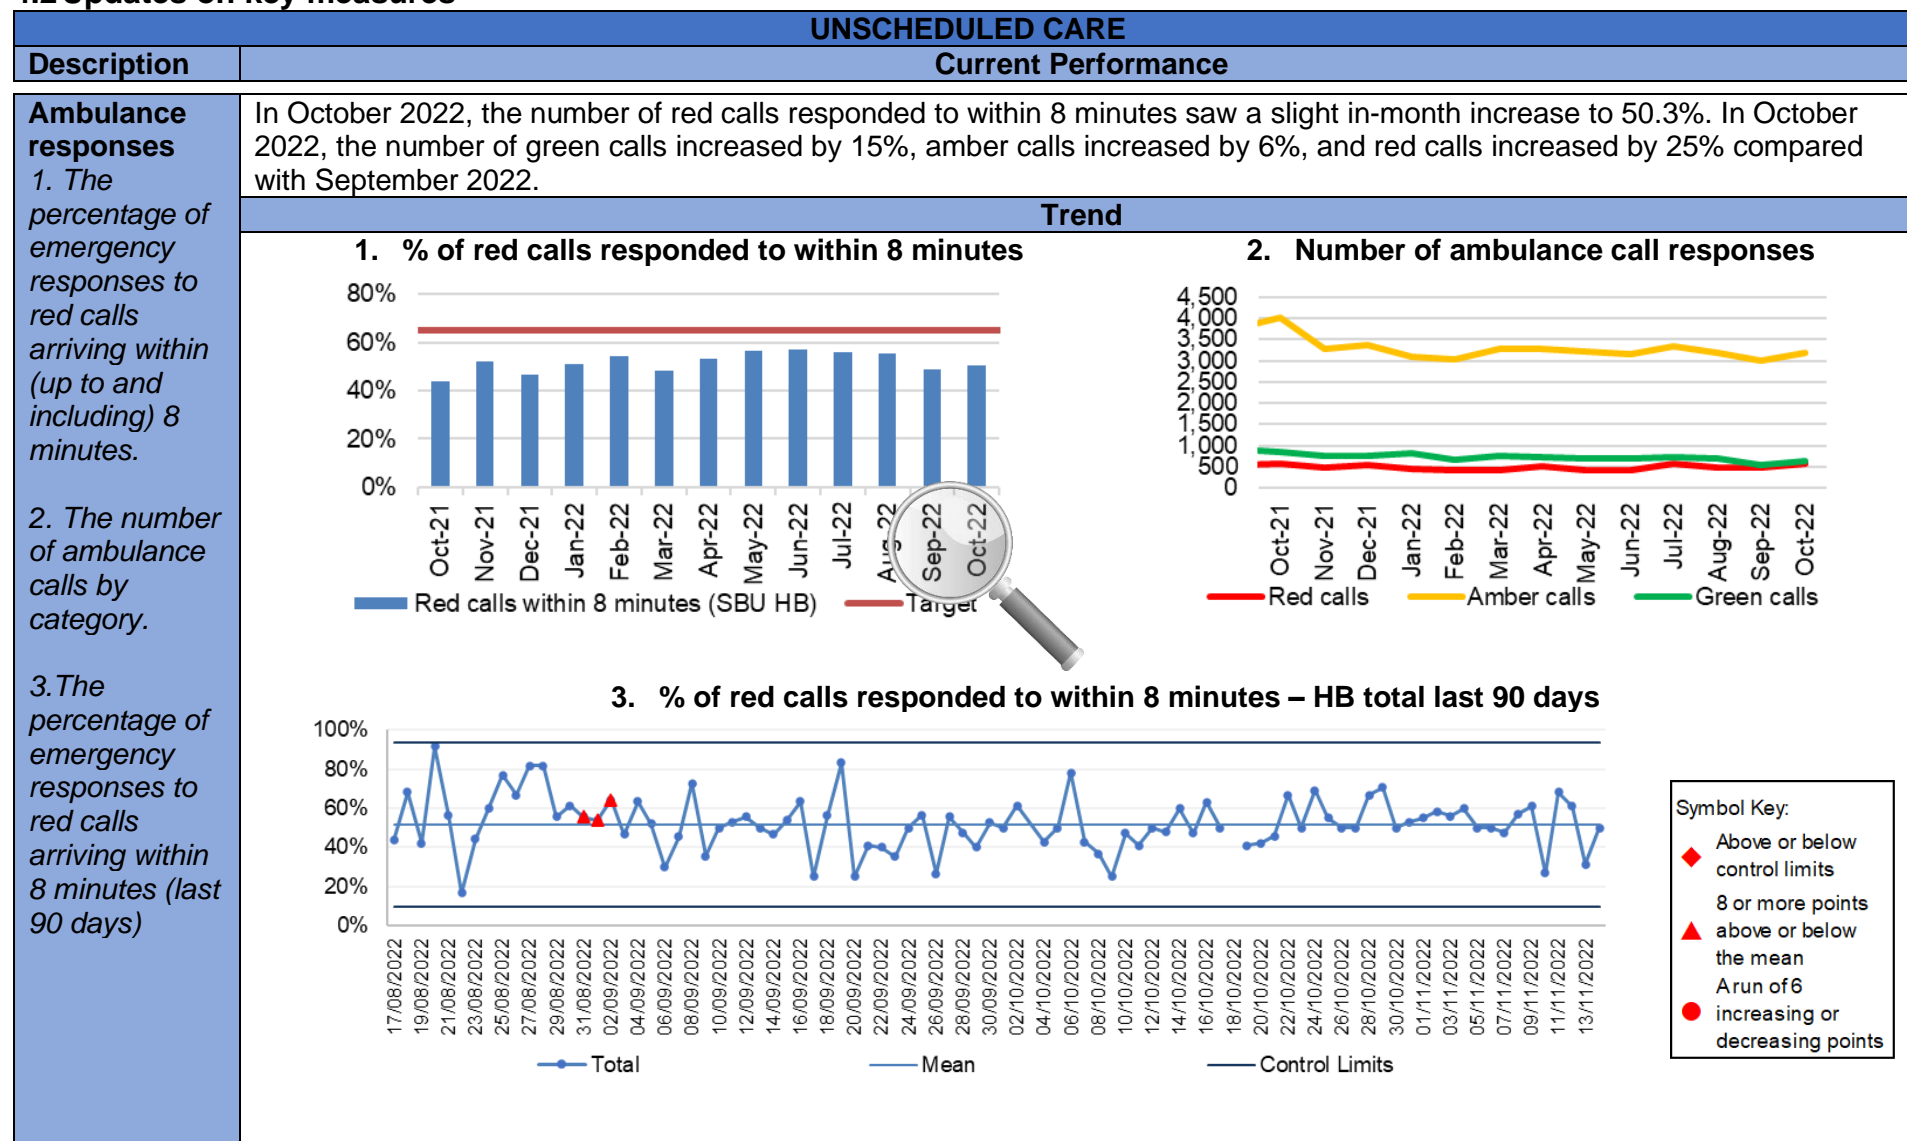 UNSCHEDULED CARE
Description
Current Performance
Ambulance
responses
1. The
percentage of
emergency
responses to
red calls
arriving within
(up to and
including) 8
minutes.
2. The number
of ambulance
calls by
category.
3.The
percentage of
emergency
responses to
red calls
arriving within
8 minutes (last
90 days)
In October 2022, the number of red calls responded to within 8 minutes saw a slight in-month increase to 50.3%. In October
2022, the number of green calls increased by 15%, amber calls increased by 6%, and red calls increased by 25% compared
with September 2022.
Trend
1. % of red calls responded to within 8 minutes
80%
60%
40%
20%
0%
Oct-21
Nov-21
Dec-21
Jan-22
Feb-22
Mar-22
Apr-22
May-22
Jun-22
Jul-22
Aug-22
Sep-22
Oct-22
Red calls within 8 minutes (SBU HB)
Target
2. Number of ambulance call responses
4,500
4,000
3,500
3,000
2,500
2,000
1,500
1,000
500
0
Oct-21
Nov-21
Dec-21
Jan-22
Feb-22
Mar-22
Apr-22
May-22
Jun-22
Jul-22
Aug-22
Sep-22
Oct-22
Red calls
Amber calls
Green calls
3. % of red calls responded to within 8 minutes – HB total last 90 days
100%
80%
60%
40%
20%
0%
17/08/2022
19/08/2022
21/08/2022
23/08/2022
25/08/2022
27/08/2022
29/08/2022
31/08/2022
02/09/2022
04/09/2022
06/09/2022
08/09/2022
10/09/2022
12/09/2022
14/09/2022
16/09/2022
18/09/2022
20/09/2022
22/09/2022
24/09/2022
26/09/2022
28/09/2022
30/09/2022
02/10/2022
04/10/2022
06/10/2022
08/10/2022
10/10/2022
12/10/2022
14/10/2022
16/10/2022
18/10/2022
20/10/2022
22/10/2022
24/10/2022
26/10/2022
28/10/2022
30/10/2022
01/11/2022
03/11/2022
05/11/2022
07/11/2022
09/11/2022
11/11/2022
13/11/2022
Total
Mean
Control Limits
Symbol Key:
Above or below
control limits
8 or more points
above or below
the mean
A run of 6
increasing or
decreasing points